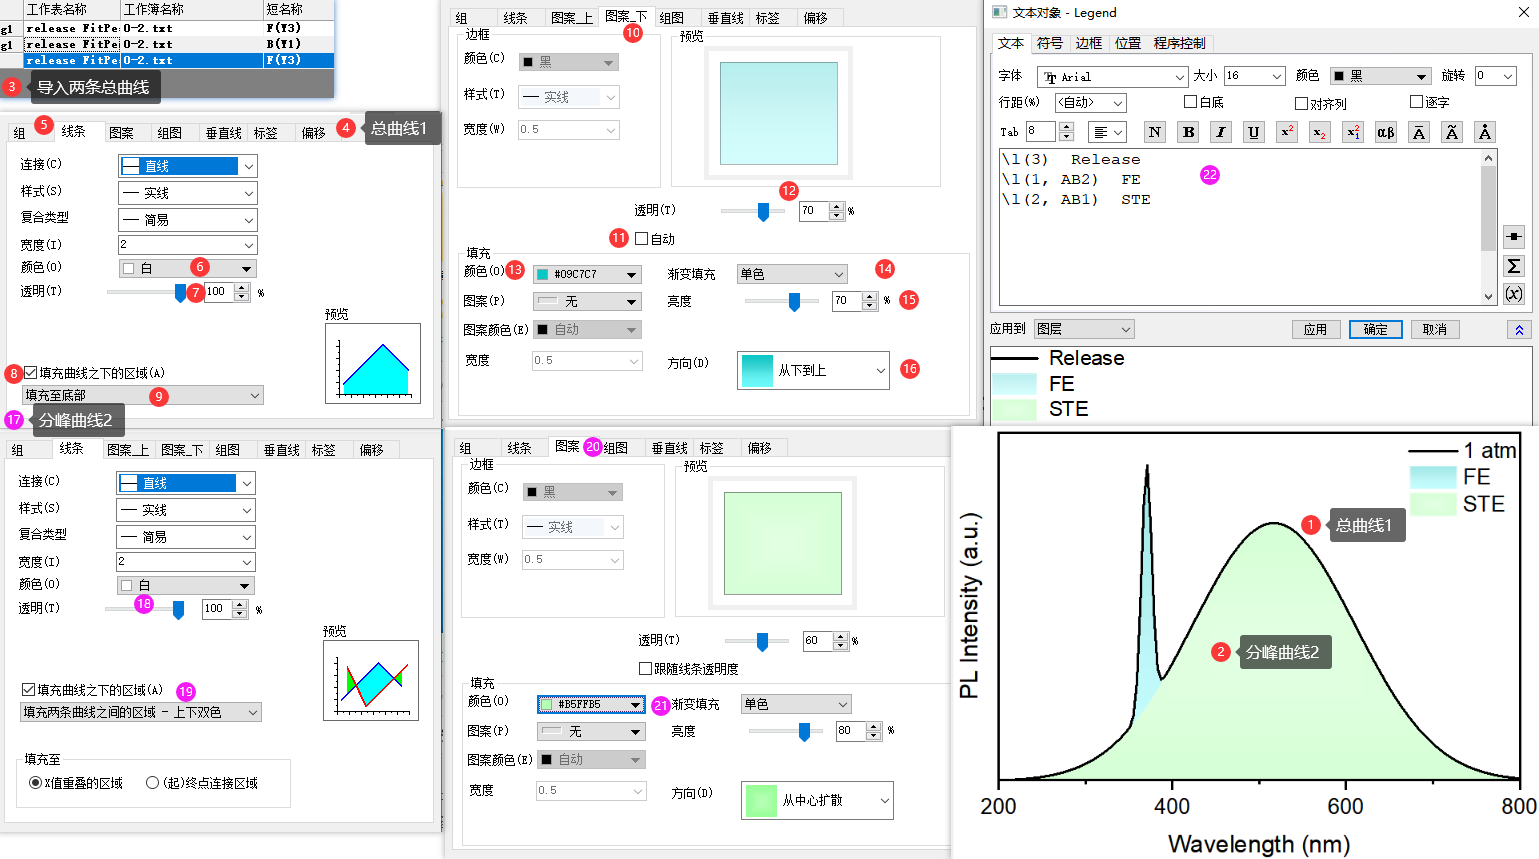 工作表名称 工作簿名称 短名称
g1 release FitPe 0-2.txt F(Y3)
g1 release FitPe 0-2.txt B(Y1)
release FitPe 0-2.txt F(Y3)
3 导入两条总曲线
4 总曲线1
组 5 线条 图案 组图 垂直线 标签 偏移
连接(C) 直线
样式(S) 实线
复合类型 简易
宽度(I) 2
颜色(O) 白 6
透明(T) 7 100 %
预览
8 填充曲线之下的区域(A)
填充至底部 9
17 分峰曲线2
组 线条 图案_上 图案_下 组图 垂直线 标签 偏移
连接(C) 直线
样式(S) 实线
复合类型 简易
宽度(I) 2
颜色(O) 白
透明(T) 18 100 %
预览
填充曲线之下的区域(A) 19
填充两条曲线之间的区域 - 上下双色
填充至
X值重叠的区域 (起)终点连接区域
组 线条 图案_上 图案_下 组图 垂直线 标签 偏移
10
边框 预览
颜色(C) 黑
样式(T) 实线
宽度(W) 0.5
12
透明(T) 70 %
11 自动
填充
颜色(O) 13 #09C7C7 渐变填充 单色 14
图案(P) 无 亮度 70 % 15
图案颜色(E) 自动
宽度 0.5 方向(D) 从下到上 16
组 线条 图案 20 组图 垂直线 标签 偏移
边框 预览
颜色(C) 黑
样式(T) 实线
宽度(W) 0.5
透明(T) 60 %
跟随线条透明度
填充
颜色(O) #B5FFB5 21 渐变填充 单色
图案(P) 无 亮度 80 %
图案颜色(E) 自动
宽度 0.5 方向(D) 从中心扩散
文本对象 - Legend
文本 符号 边框 位置 程序控制
字体 Arial 大小 16 颜色 黑 旋转 0
行距(%) <自动> 白底 对齐列 逐字
Tab 8 N B I U x² x₂ x²₁ αβ Ā Ã Å
\l(3) Release
\l(1, AB2) FE 22
\l(2, AB1) STE
Σ
(x)
应用到 图层 应用 确定 取消
Release
FE
STE
1 atm
FE
STE
1 总曲线1
2 分峰曲线2
PL Intensity (a.u.)
200 400 600 800
Wavelength (nm)